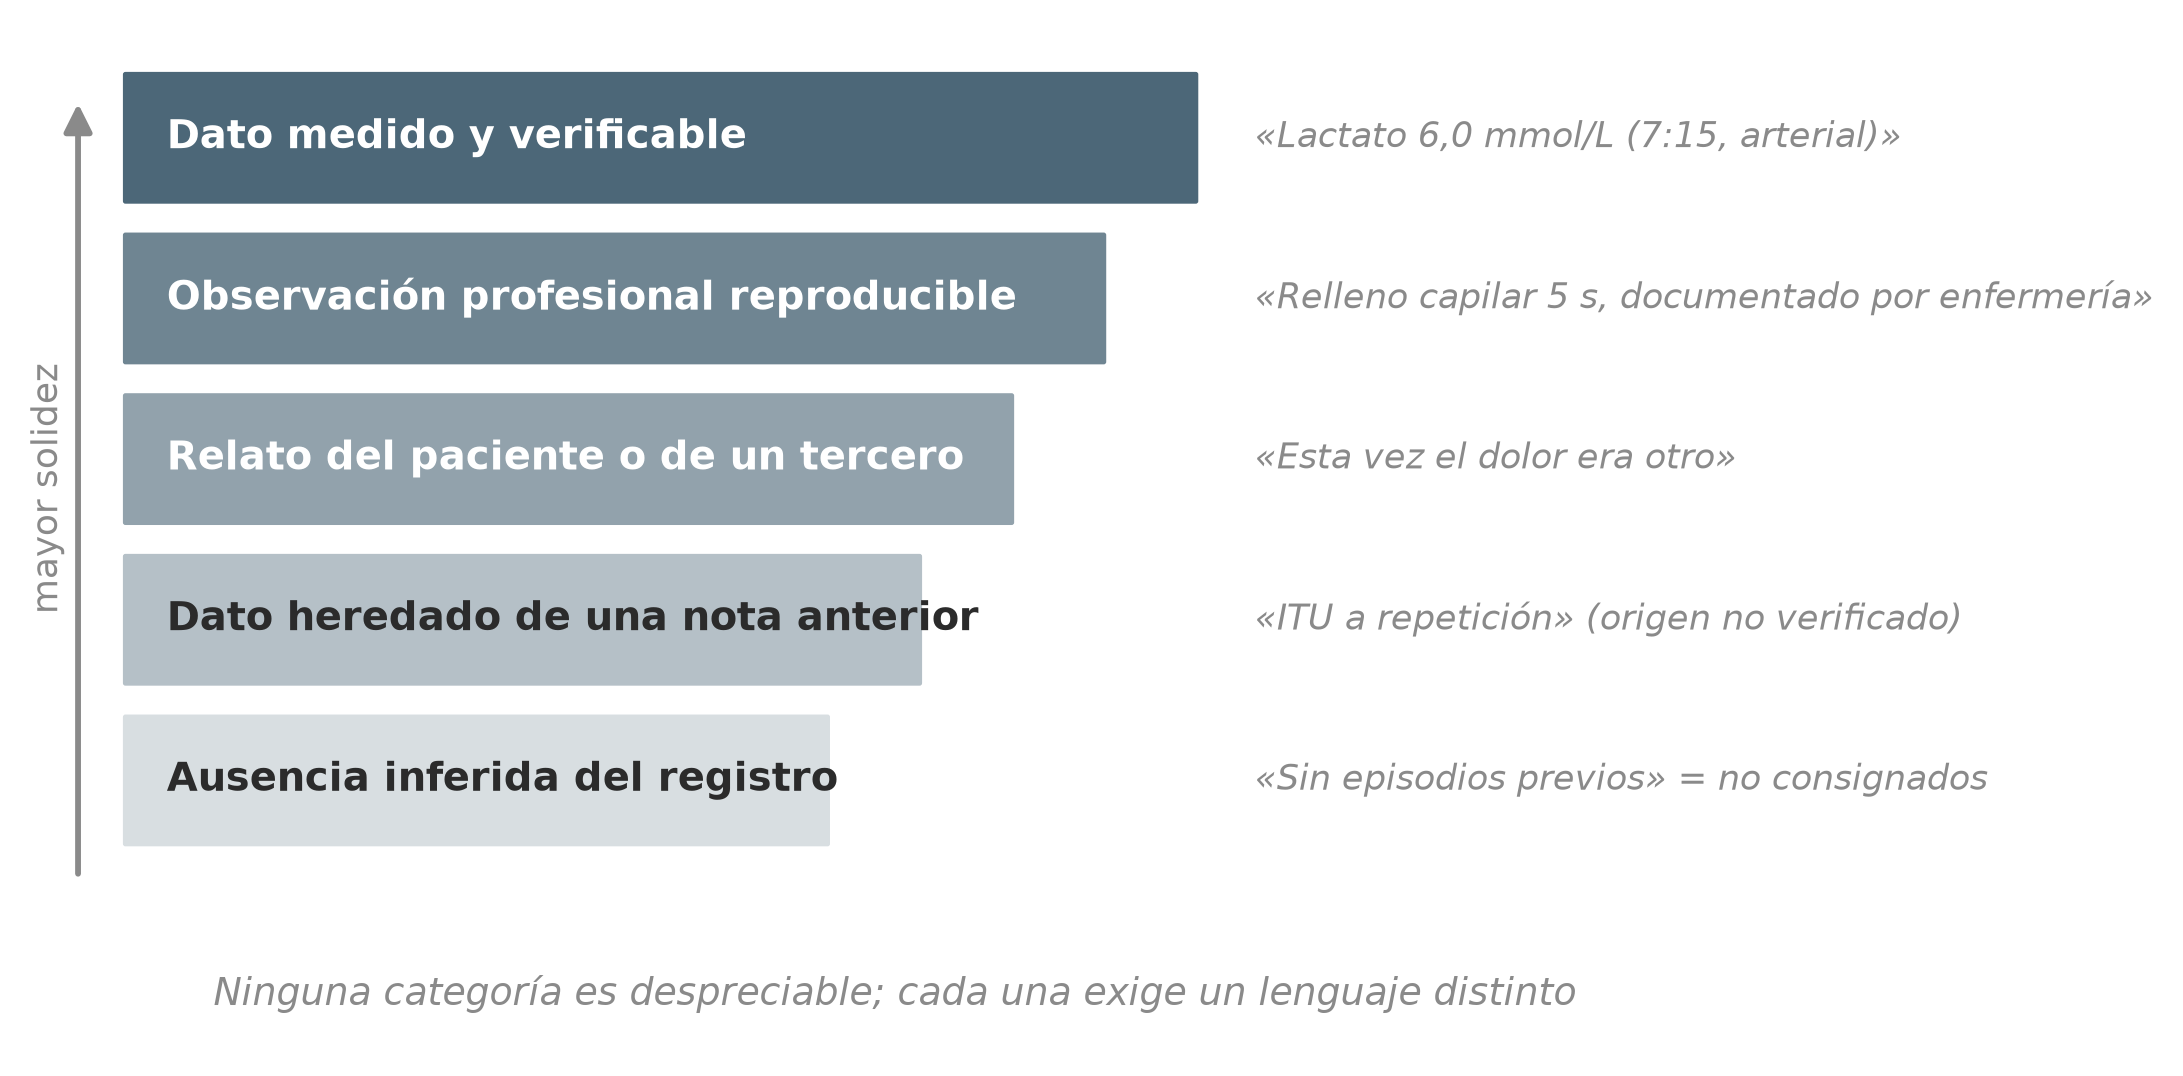 Dato medido y verificable
«Lactato 6,0 mmol/L (7:15, arterial)»
Observación profesional reproducible
«Relleno capilar 5 s, documentado por enfermería»
mayor solidez
Relato del paciente o de un tercero
«Esta vez el dolor era otro»
Dato heredado de una nota anterior
«ITU a repetición» (origen no verificado)
Ausencia inferida del registro
«Sin episodios previos» = no consignados
Ninguna categoría es despreciable; cada una exige un lenguaje distinto